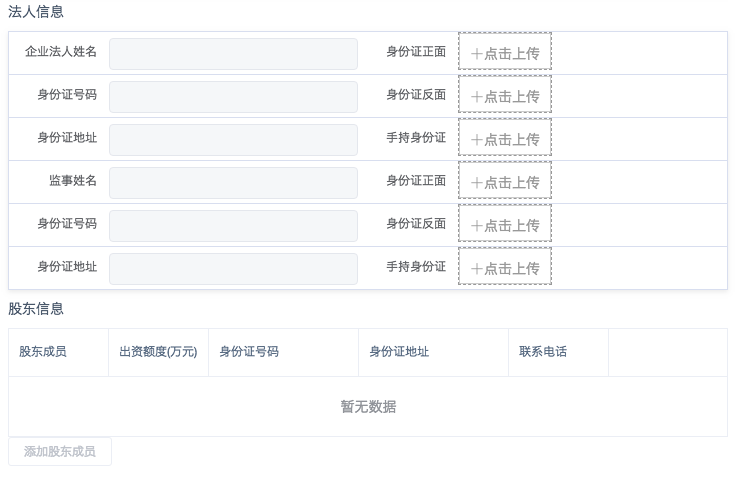 法人信息
企业法人姓名 身份证正面 +点击上传
身份证号码 身份证反面 +点击上传
身份证地址 手持身份证 +点击上传
监事姓名 身份证正面 +点击上传
身份证号码 身份证反面 +点击上传
身份证地址 手持身份证 +点击上传
股东信息
股东成员 出资额度(万元) 身份证号码 身份证地址 联系电话
暂无数据
添加股东成员